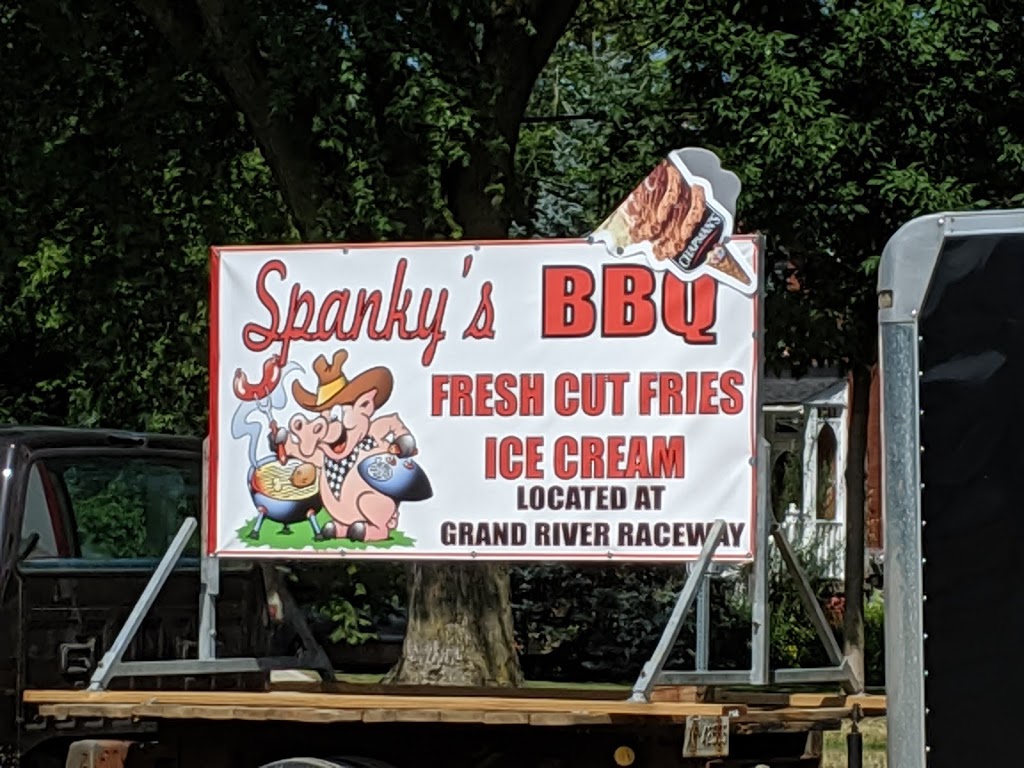 Spanky's BBQ
CHAPMAN'S
FRESH CUT FRIES
ICE CREAM
LOCATED AT
GRAND RIVER RACEWAY